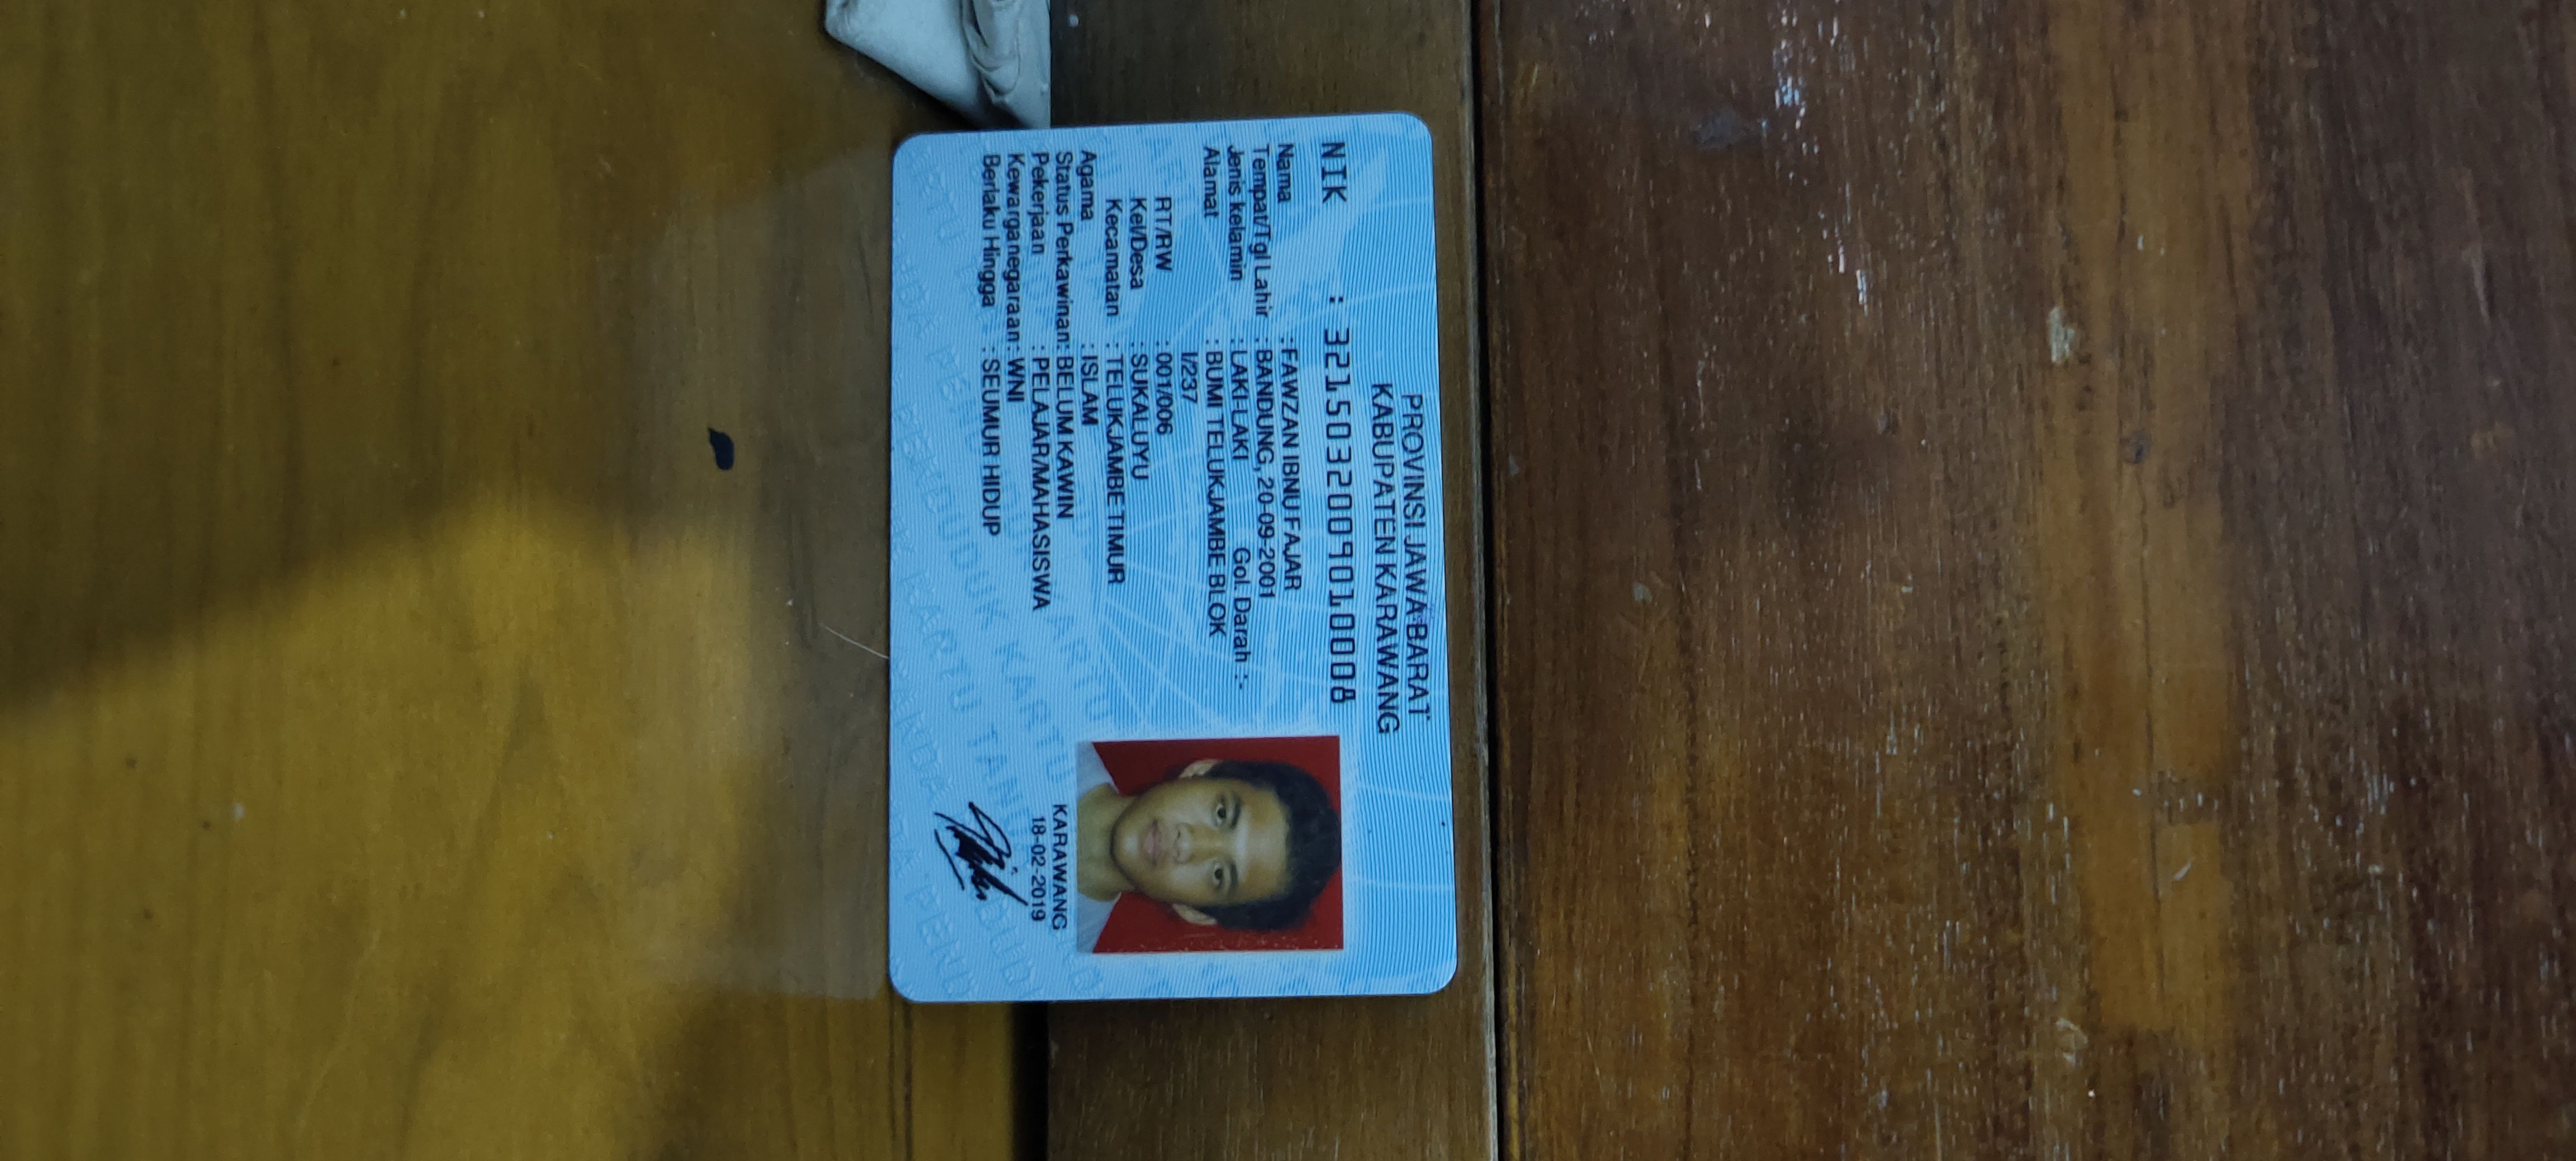 PROVINSI JAWA BARAT
KABUPATEN KARAWANG
NIK : 3215032009010008
Nama : FAWZAN IBNU FAJAR
Tempat/Tgl Lahir : BANDUNG, 20-09-2001
Jenis kelamin : LAKI-LAKI Gol. Darah :-
Alamat : BUMI TELUKJAMBE BLOK
I/237
RT/RW : 001/006
Kel/Desa : SUKALUYU
Kecamatan : TELUKJAMBE TIMUR
Agama : ISLAM
Status Perkawinan: BELUM KAWIN
Pekerjaan : PELAJAR/MAHASISWA
Kewarganegaraan: WNI
Berlaku Hingga : SEUMUR HIDUP
KARAWANG
18-02-2019